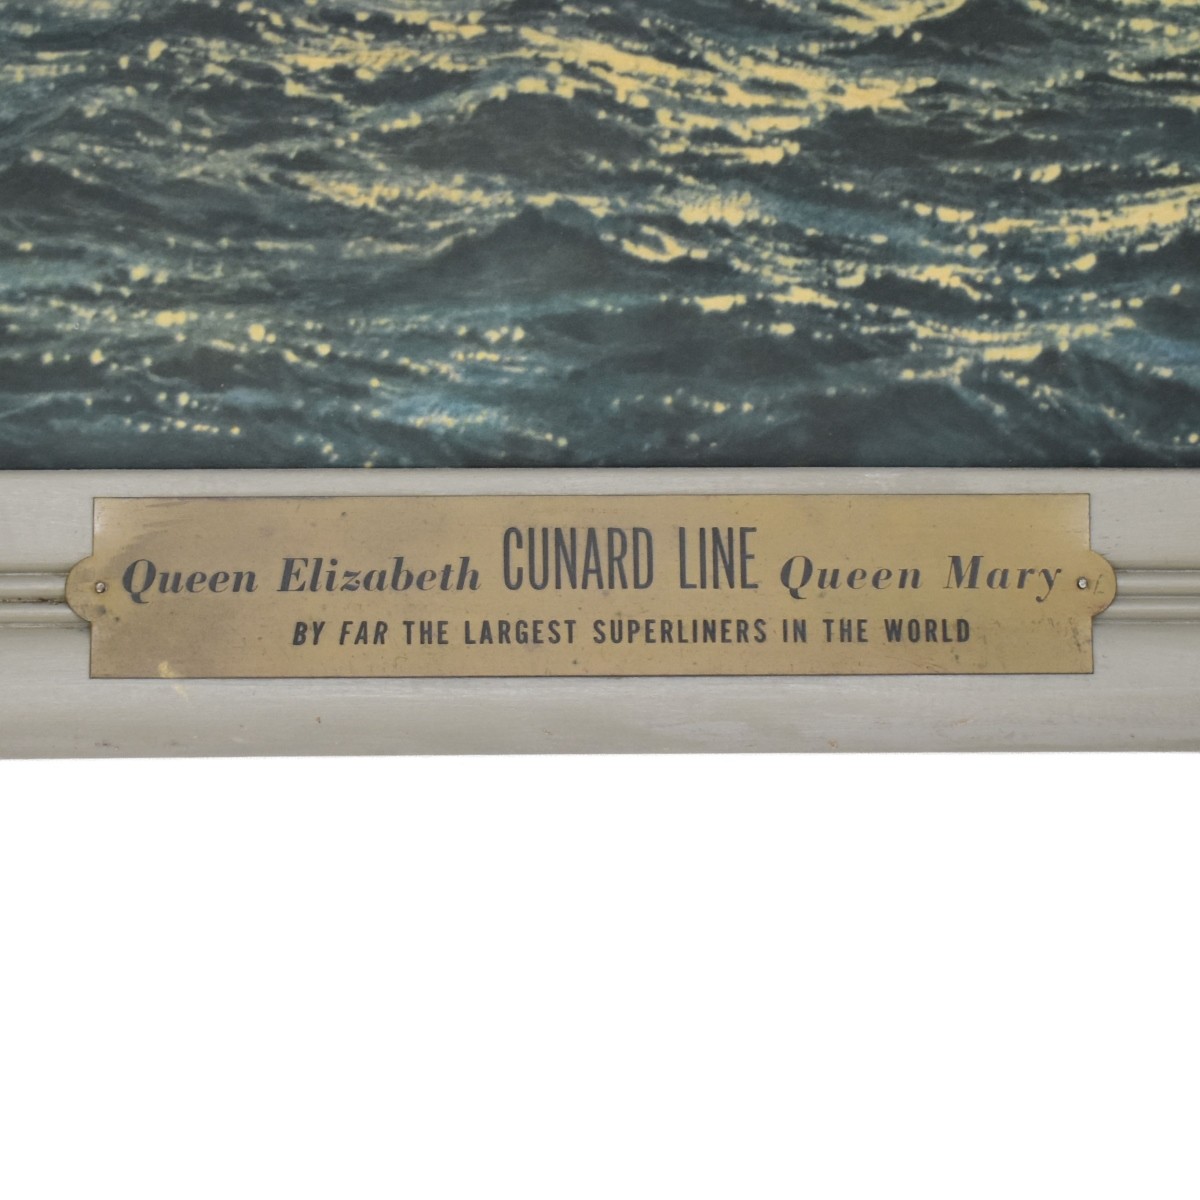 Queen Elizabeth CUNARD LINE Queen Mary
BY FAR THE LARGEST SUPERLINERS IN THE WORLD